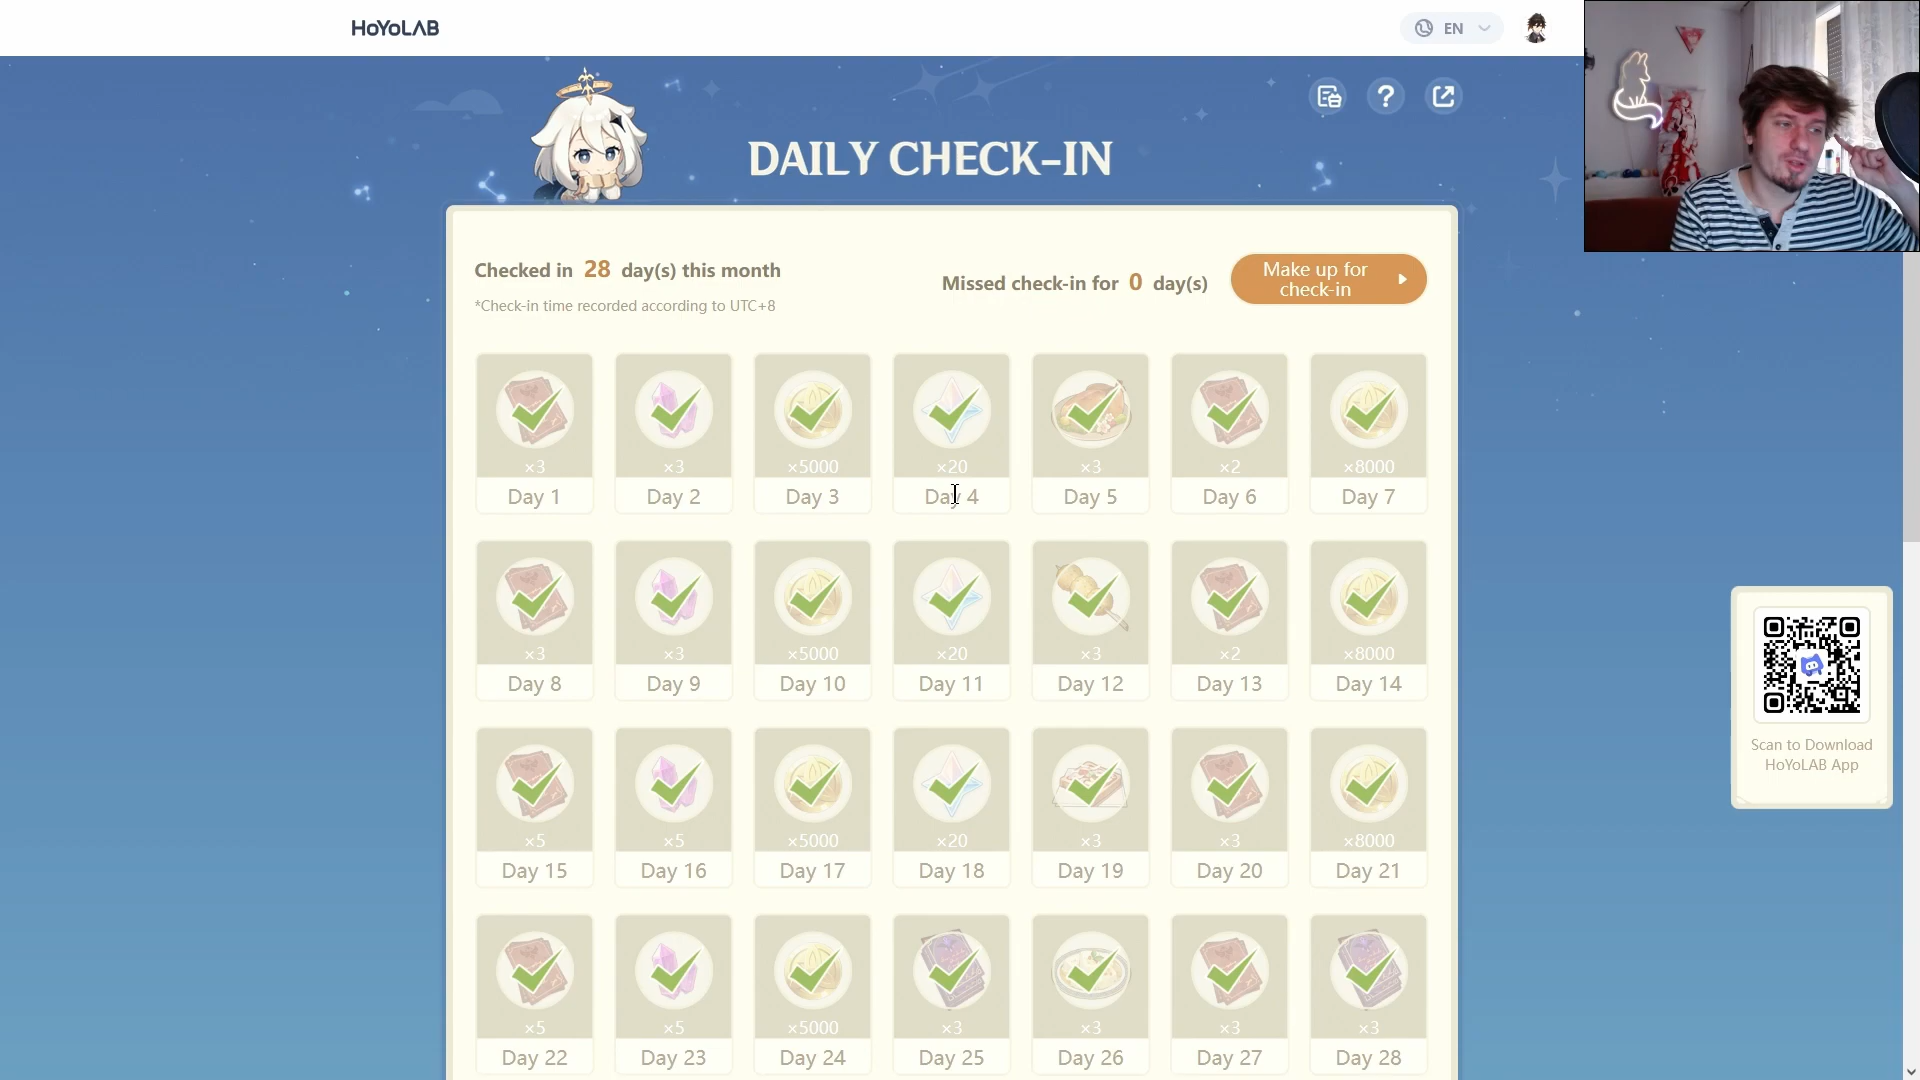 HoYoLAB
EN
DAILY CHECK-IN
Checked in 28 day(s) this month
*Check-in time recorded according to UTC+8
Missed check-in for 0 day(s)
Make up for
check-in
×3
×3
×5000
×20
×3
×2
×8000
Day 1
Day 2
Day 3
Day 4
Day 5
Day 6
Day 7
×3
×3
×5000
×20
×3
×2
×8000
Day 8
Day 9
Day 10
Day 11
Day 12
Day 13
Day 14
×5
×5
×5000
×20
×3
×3
×8000
Day 15
Day 16
Day 17
Day 18
Day 19
Day 20
Day 21
×5
×5
×5000
×3
×3
×3
×3
Day 22
Day 23
Day 24
Day 25
Day 26
Day 27
Day 28
Scan to Download
HoYoLAB App